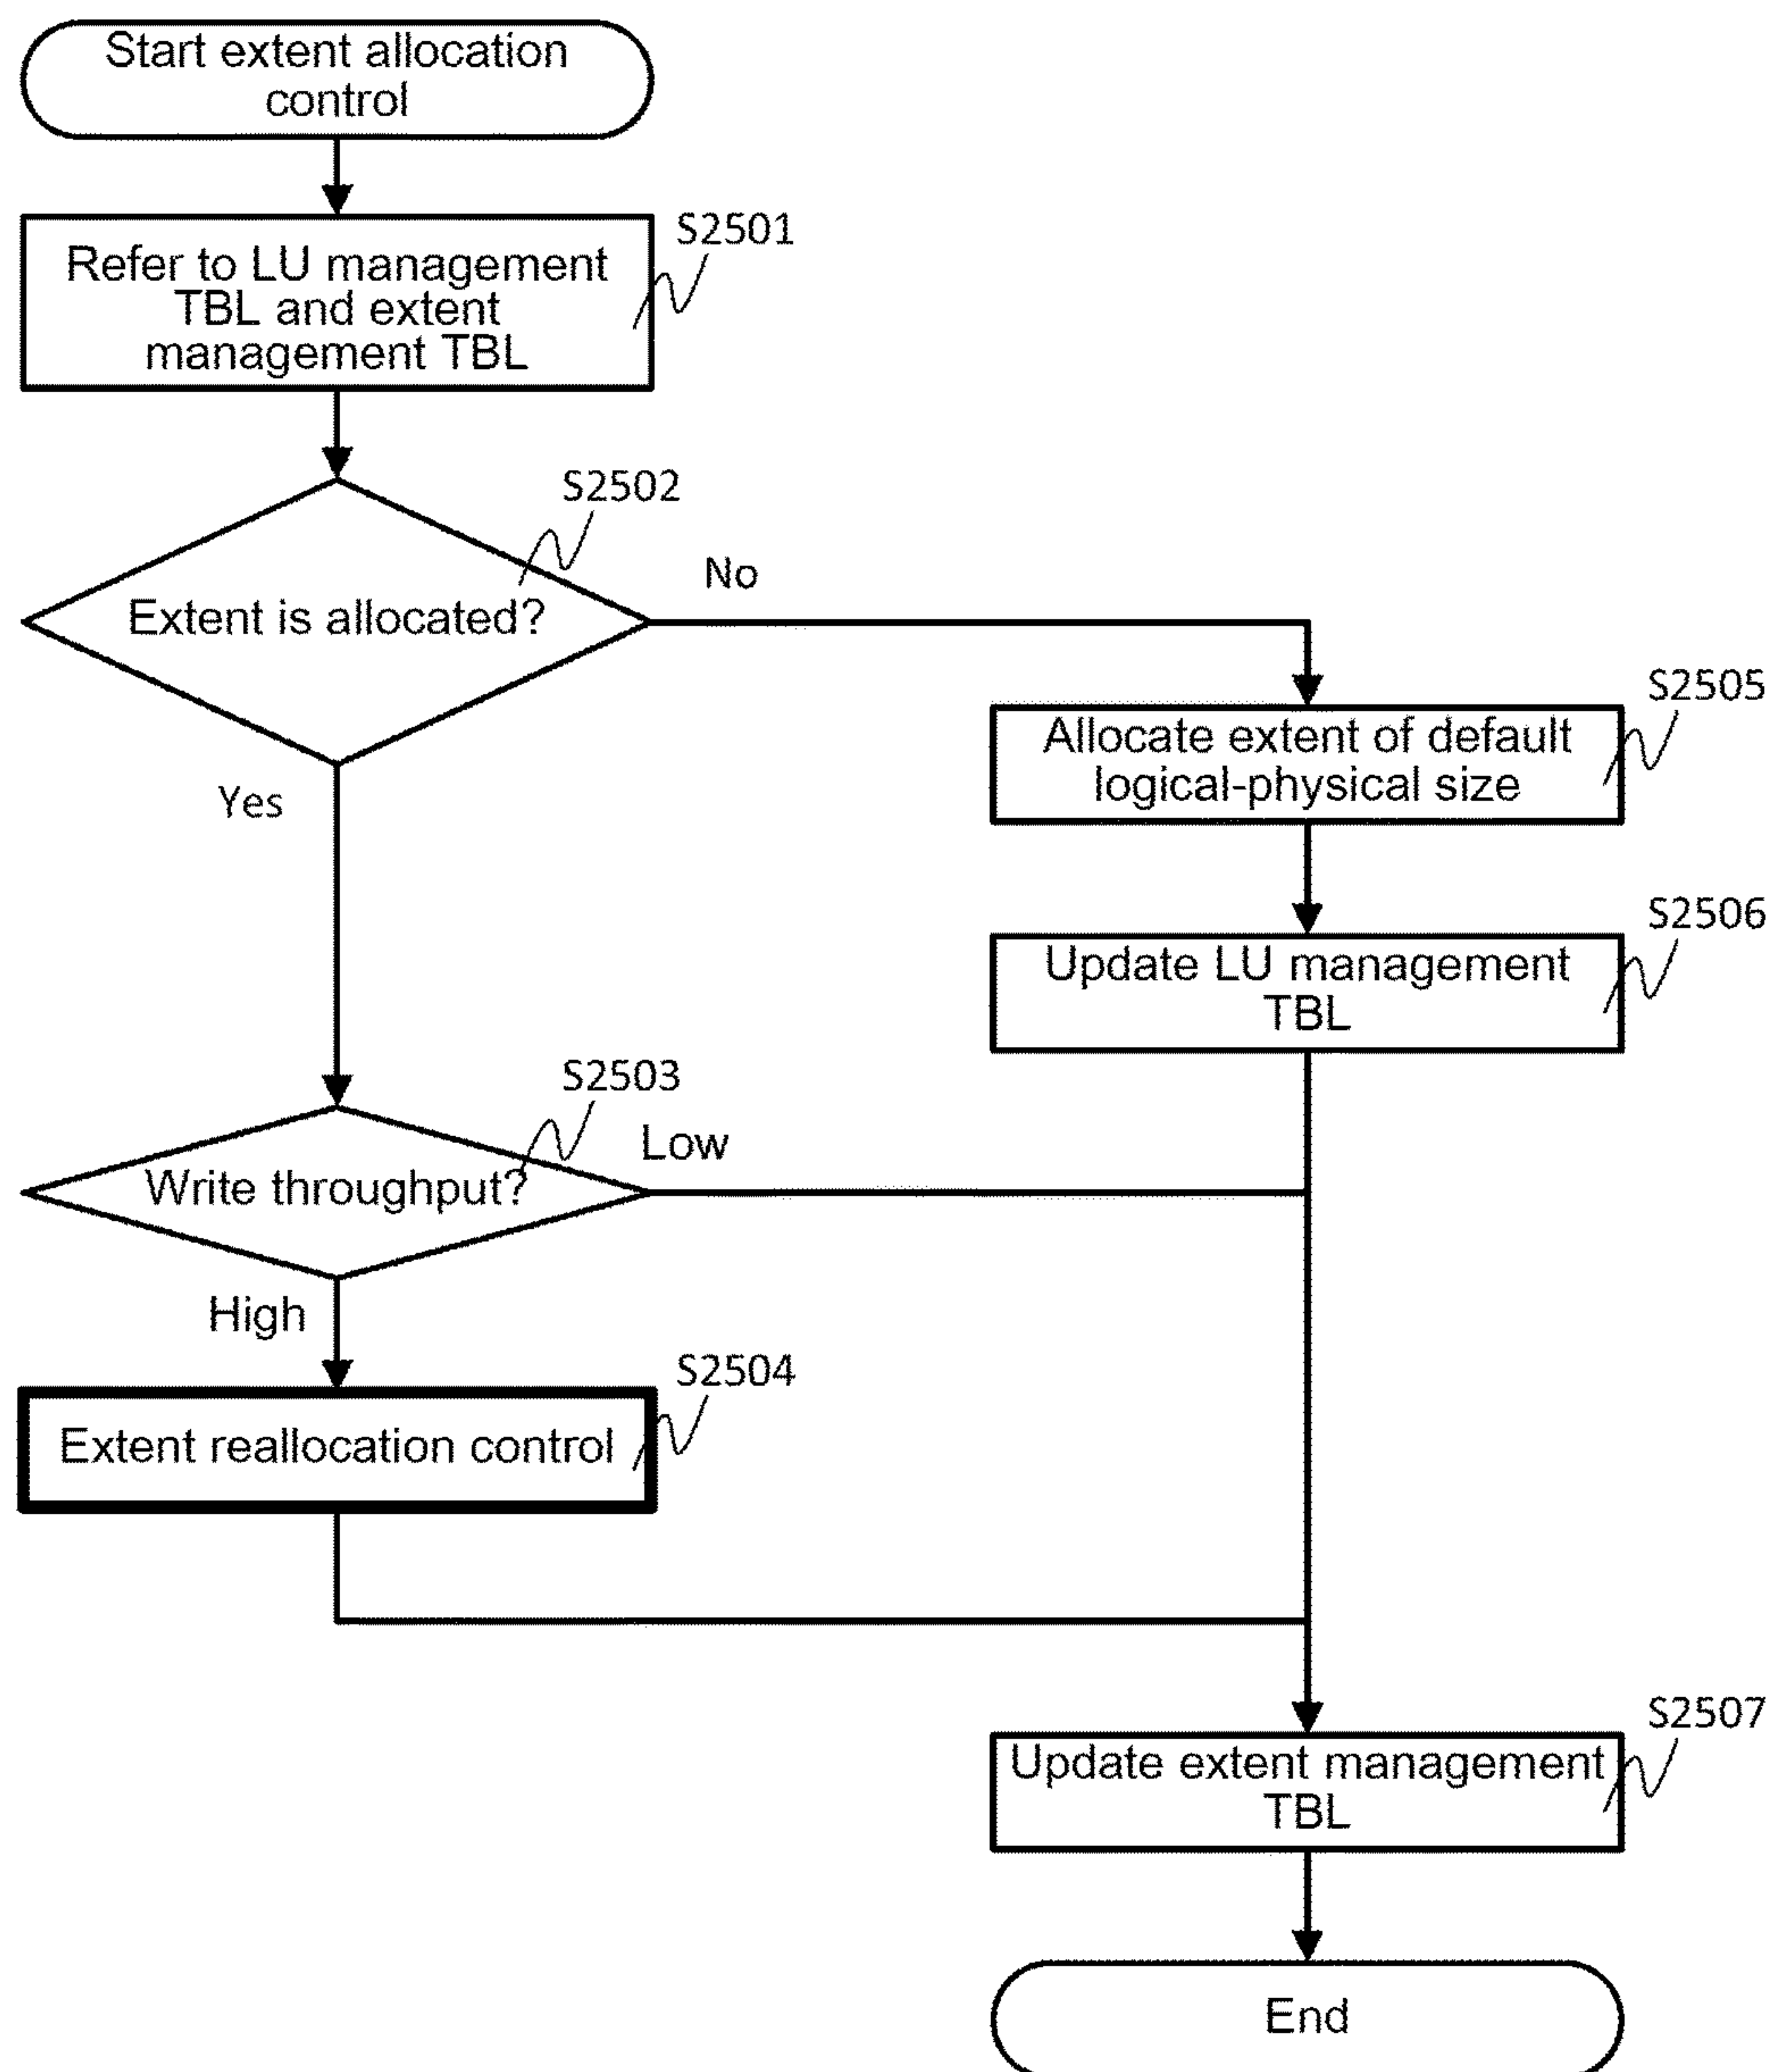 Start extent allocation
control
S2501
Refer to LU management
TBL and extent
management TBL
S2502
Extent is allocated?
No
Yes
S2505
Allocate extent of default
logical-physical size
S2506
Update LU management
TBL
S2503
Write throughput?
Low
High
S2504
Extent reallocation control
S2507
Update extent management
TBL
End